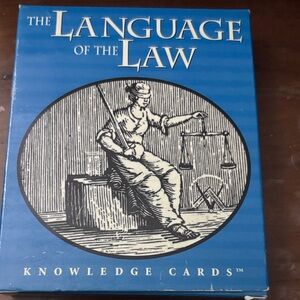 THE LANGUAGE
OF THE LAW
KNOWLEDGE CARDS™